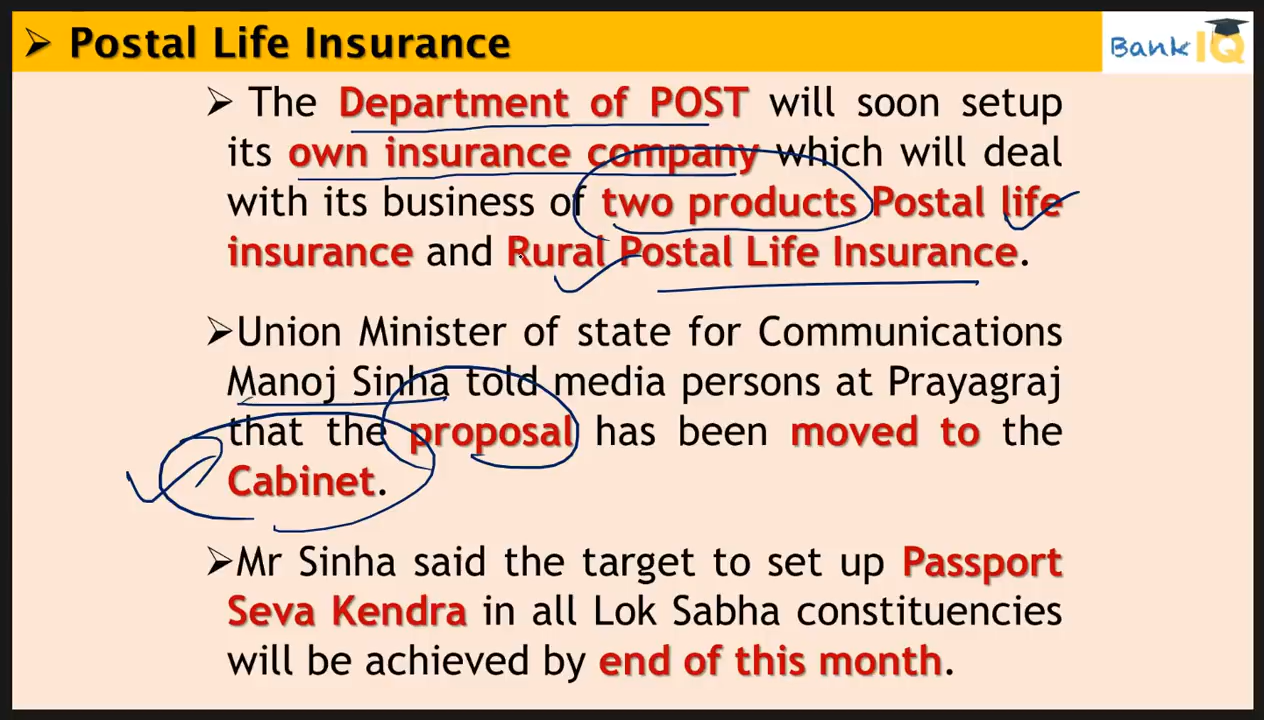 ➢ Postal Life Insurance
Bank IQ
➢ The Department of POST will soon setup
its own insurance company which will deal
with its business of two products Postal life
insurance and Rural Postal Life Insurance.
➢Union Minister of state for Communications
Manoj Sinha told media persons at Prayagraj
that the proposal has been moved to the
Cabinet.
➢Mr Sinha said the target to set up Passport
Seva Kendra in all Lok Sabha constituencies
will be achieved by end of this month.